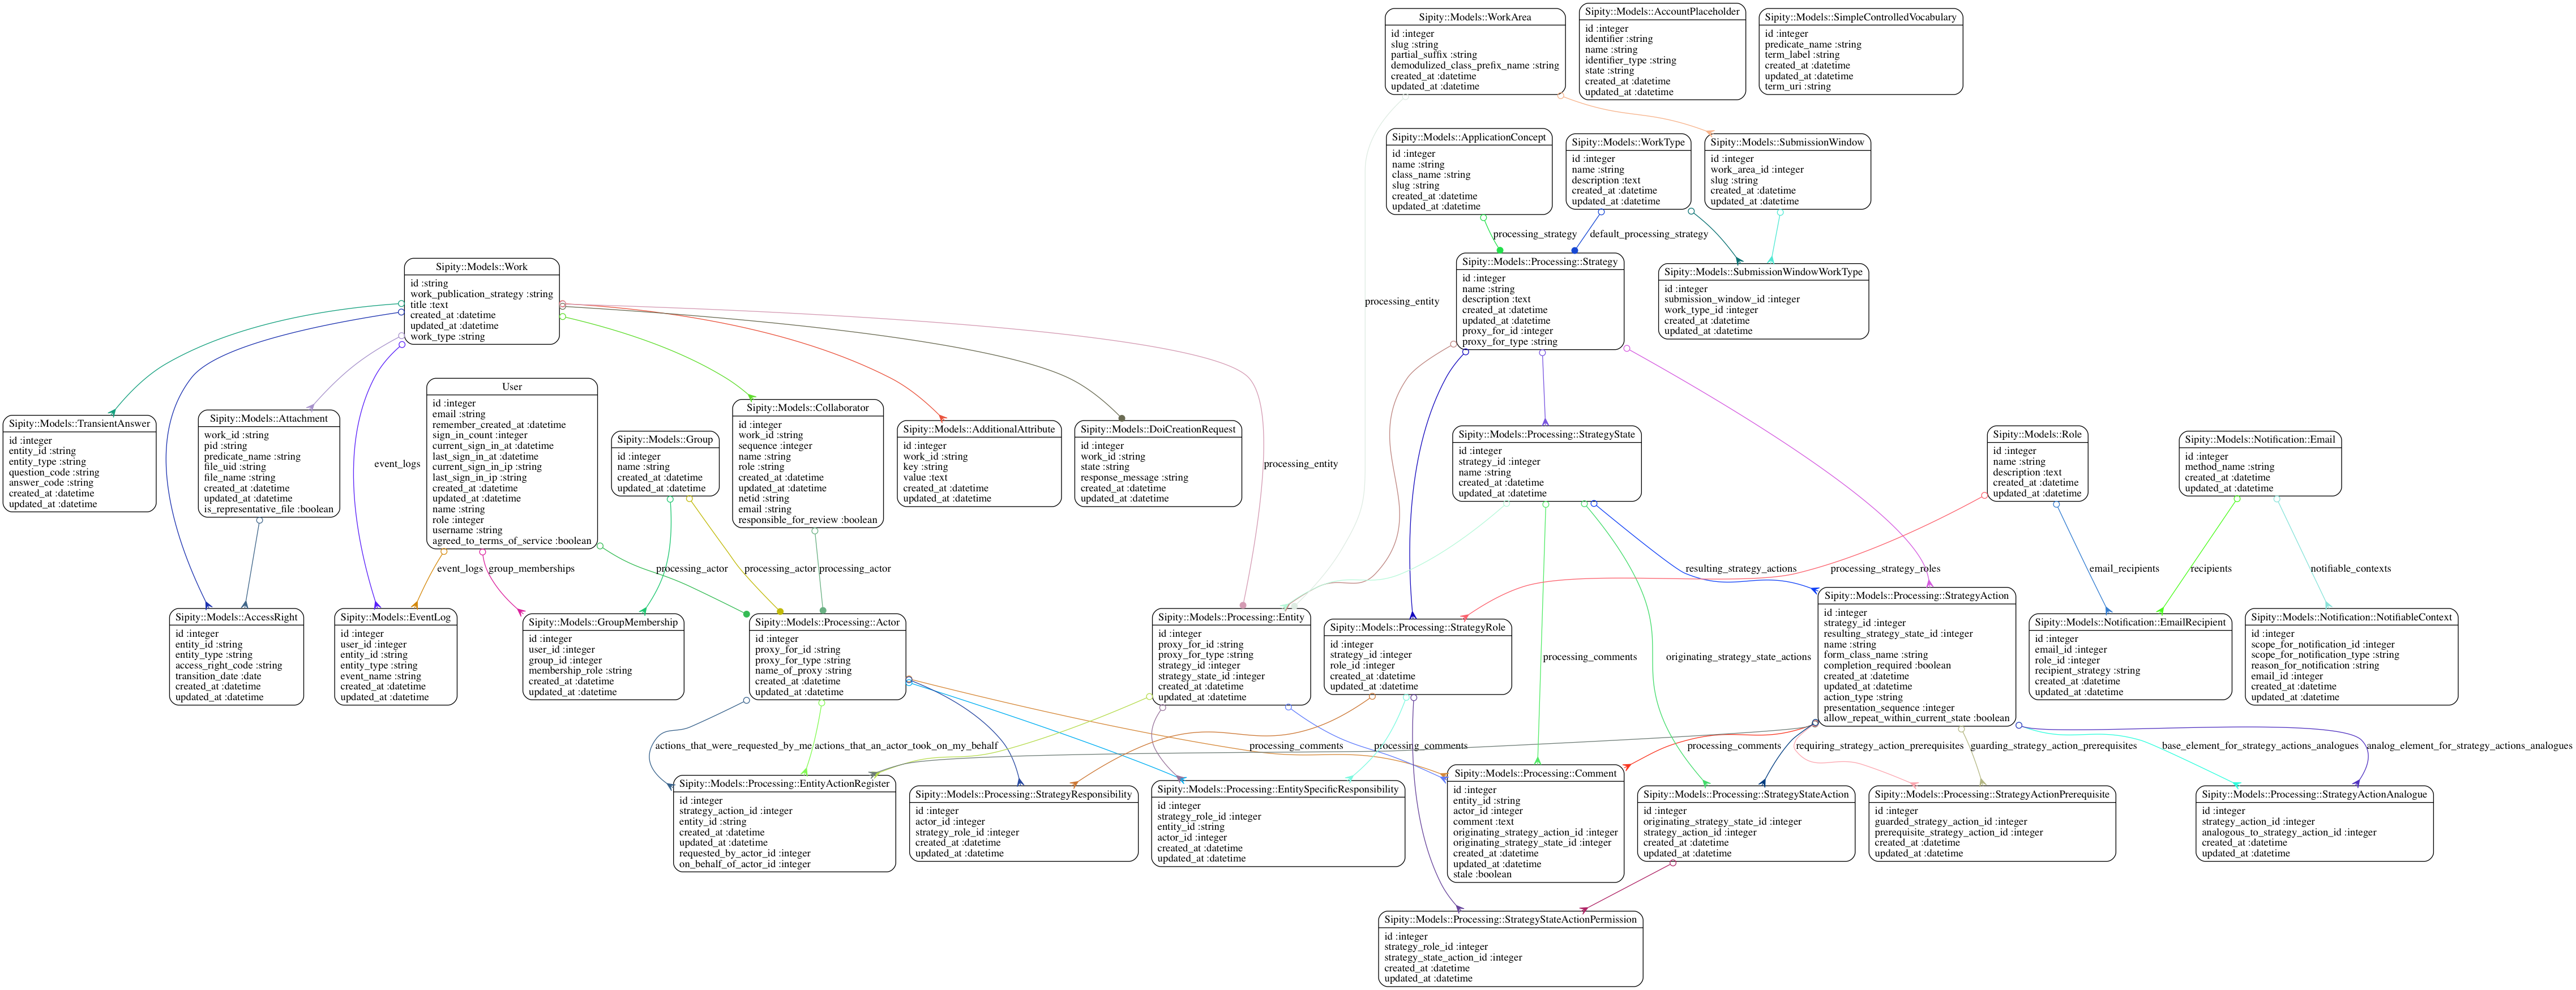 Sipity::Models::WorkArea
id :integer
slug :string
partial_suffix :string
demodulized_class_prefix_name :string
created_at :datetime
updated_at :datetime
Sipity::Models::AccountPlaceholder
id :integer
identifier :string
name :string
identifier_type :string
state :string
created_at :datetime
updated_at :datetime
Sipity::Models::SimpleControlledVocabulary
id :integer
predicate_name :string
term_label :string
created_at :datetime
updated_at :datetime
term_uri :string
Sipity::Models::ApplicationConcept
id :integer
name :string
class_name :string
slug :string
created_at :datetime
updated_at :datetime
Sipity::Models::WorkType
id :integer
name :string
description :text
created_at :datetime
updated_at :datetime
Sipity::Models::SubmissionWindow
id :integer
work_area_id :integer
slug :string
created_at :datetime
updated_at :datetime
processing_strategy
default_processing_strategy
Sipity::Models::Work
id :string
work_publication_strategy :string
title :text
created_at :datetime
updated_at :datetime
work_type :string
processing_entity
Sipity::Models::Processing::Strategy
id :integer
name :string
description :text
created_at :datetime
updated_at :datetime
proxy_for_id :integer
proxy_for_type :string
Sipity::Models::SubmissionWindowWorkType
id :integer
submission_window_id :integer
work_type_id :integer
created_at :datetime
updated_at :datetime
Sipity::Models::TransientAnswer
id :integer
entity_id :string
entity_type :string
question_code :string
answer_code :string
created_at :datetime
updated_at :datetime
Sipity::Models::Attachment
work_id :string
pid :string
predicate_name :string
file_uid :string
file_name :string
created_at :datetime
updated_at :datetime
is_representative_file :boolean
event_logs
User
id :integer
email :string
remember_created_at :datetime
sign_in_count :integer
current_sign_in_at :datetime
last_sign_in_at :datetime
current_sign_in_ip :string
last_sign_in_ip :string
created_at :datetime
updated_at :datetime
name :string
role :integer
username :string
agreed_to_terms_of_service :boolean
Sipity::Models::Group
id :integer
name :string
created_at :datetime
updated_at :datetime
Sipity::Models::Collaborator
id :integer
work_id :string
sequence :integer
name :string
role :string
created_at :datetime
updated_at :datetime
netid :string
email :string
responsible_for_review :boolean
Sipity::Models::AdditionalAttribute
id :integer
work_id :string
key :string
value :text
created_at :datetime
updated_at :datetime
Sipity::Models::DoiCreationRequest
id :integer
work_id :string
state :string
response_message :string
created_at :datetime
updated_at :datetime
processing_entity
Sipity::Models::Processing::StrategyState
id :integer
strategy_id :integer
name :string
created_at :datetime
updated_at :datetime
Sipity::Models::Role
id :integer
name :string
description :text
created_at :datetime
updated_at :datetime
Sipity::Models::Notification::Email
id :integer
method_name :string
created_at :datetime
updated_at :datetime
event_logs
group_memberships
processing_actor
processing_actor
processing_actor
resulting_strategy_actions
processing_strategy_roles
email_recipients
recipients
notifiable_contexts
Sipity::Models::AccessRight
id :integer
entity_id :string
entity_type :string
access_right_code :string
transition_date :date
created_at :datetime
updated_at :datetime
Sipity::Models::EventLog
id :integer
user_id :integer
entity_id :string
entity_type :string
event_name :string
created_at :datetime
updated_at :datetime
Sipity::Models::GroupMembership
id :integer
user_id :integer
group_id :integer
membership_role :string
created_at :datetime
updated_at :datetime
Sipity::Models::Processing::Actor
id :integer
proxy_for_id :string
proxy_for_type :string
name_of_proxy :string
created_at :datetime
updated_at :datetime
Sipity::Models::Processing::Entity
id :integer
proxy_for_id :string
proxy_for_type :string
strategy_id :integer
strategy_state_id :integer
created_at :datetime
updated_at :datetime
Sipity::Models::Processing::StrategyRole
id :integer
strategy_id :integer
role_id :integer
created_at :datetime
updated_at :datetime
processing_comments
originating_strategy_state_actions
Sipity::Models::Processing::StrategyAction
id :integer
strategy_id :integer
resulting_strategy_state_id :integer
name :string
form_class_name :string
completion_required :boolean
created_at :datetime
updated_at :datetime
action_type :string
presentation_sequence :integer
allow_repeat_within_current_state :boolean
Sipity::Models::Notification::EmailRecipient
id :integer
email_id :integer
role_id :integer
recipient_strategy :string
created_at :datetime
updated_at :datetime
Sipity::Models::Notification::NotifiableContext
id :integer
scope_for_notification_id :integer
scope_for_notification_type :string
reason_for_notification :string
email_id :integer
created_at :datetime
updated_at :datetime
actions_that_were_requested_by_me
actions_that_an_actor_took_on_my_behalf
processing_comments
processing_comments
processing_comments
requiring_strategy_action_prerequisites
guarding_strategy_action_prerequisites
base_element_for_strategy_actions_analogues
analog_element_for_strategy_actions_analogues
Sipity::Models::Processing::EntityActionRegister
id :integer
strategy_action_id :integer
entity_id :string
created_at :datetime
updated_at :datetime
requested_by_actor_id :integer
on_behalf_of_actor_id :integer
Sipity::Models::Processing::StrategyResponsibility
id :integer
actor_id :integer
strategy_role_id :integer
created_at :datetime
updated_at :datetime
Sipity::Models::Processing::EntitySpecificResponsibility
id :integer
strategy_role_id :integer
entity_id :string
actor_id :integer
created_at :datetime
updated_at :datetime
Sipity::Models::Processing::Comment
id :integer
entity_id :string
actor_id :integer
comment :text
originating_strategy_action_id :integer
originating_strategy_state_id :integer
created_at :datetime
updated_at :datetime
stale :boolean
Sipity::Models::Processing::StrategyStateAction
id :integer
originating_strategy_state_id :integer
strategy_action_id :integer
created_at :datetime
updated_at :datetime
Sipity::Models::Processing::StrategyActionPrerequisite
id :integer
guarded_strategy_action_id :integer
prerequisite_strategy_action_id :integer
created_at :datetime
updated_at :datetime
Sipity::Models::Processing::StrategyActionAnalogue
id :integer
strategy_action_id :integer
analogous_to_strategy_action_id :integer
created_at :datetime
updated_at :datetime
Sipity::Models::Processing::StrategyStateActionPermission
id :integer
strategy_role_id :integer
strategy_state_action_id :integer
created_at :datetime
updated_at :datetime